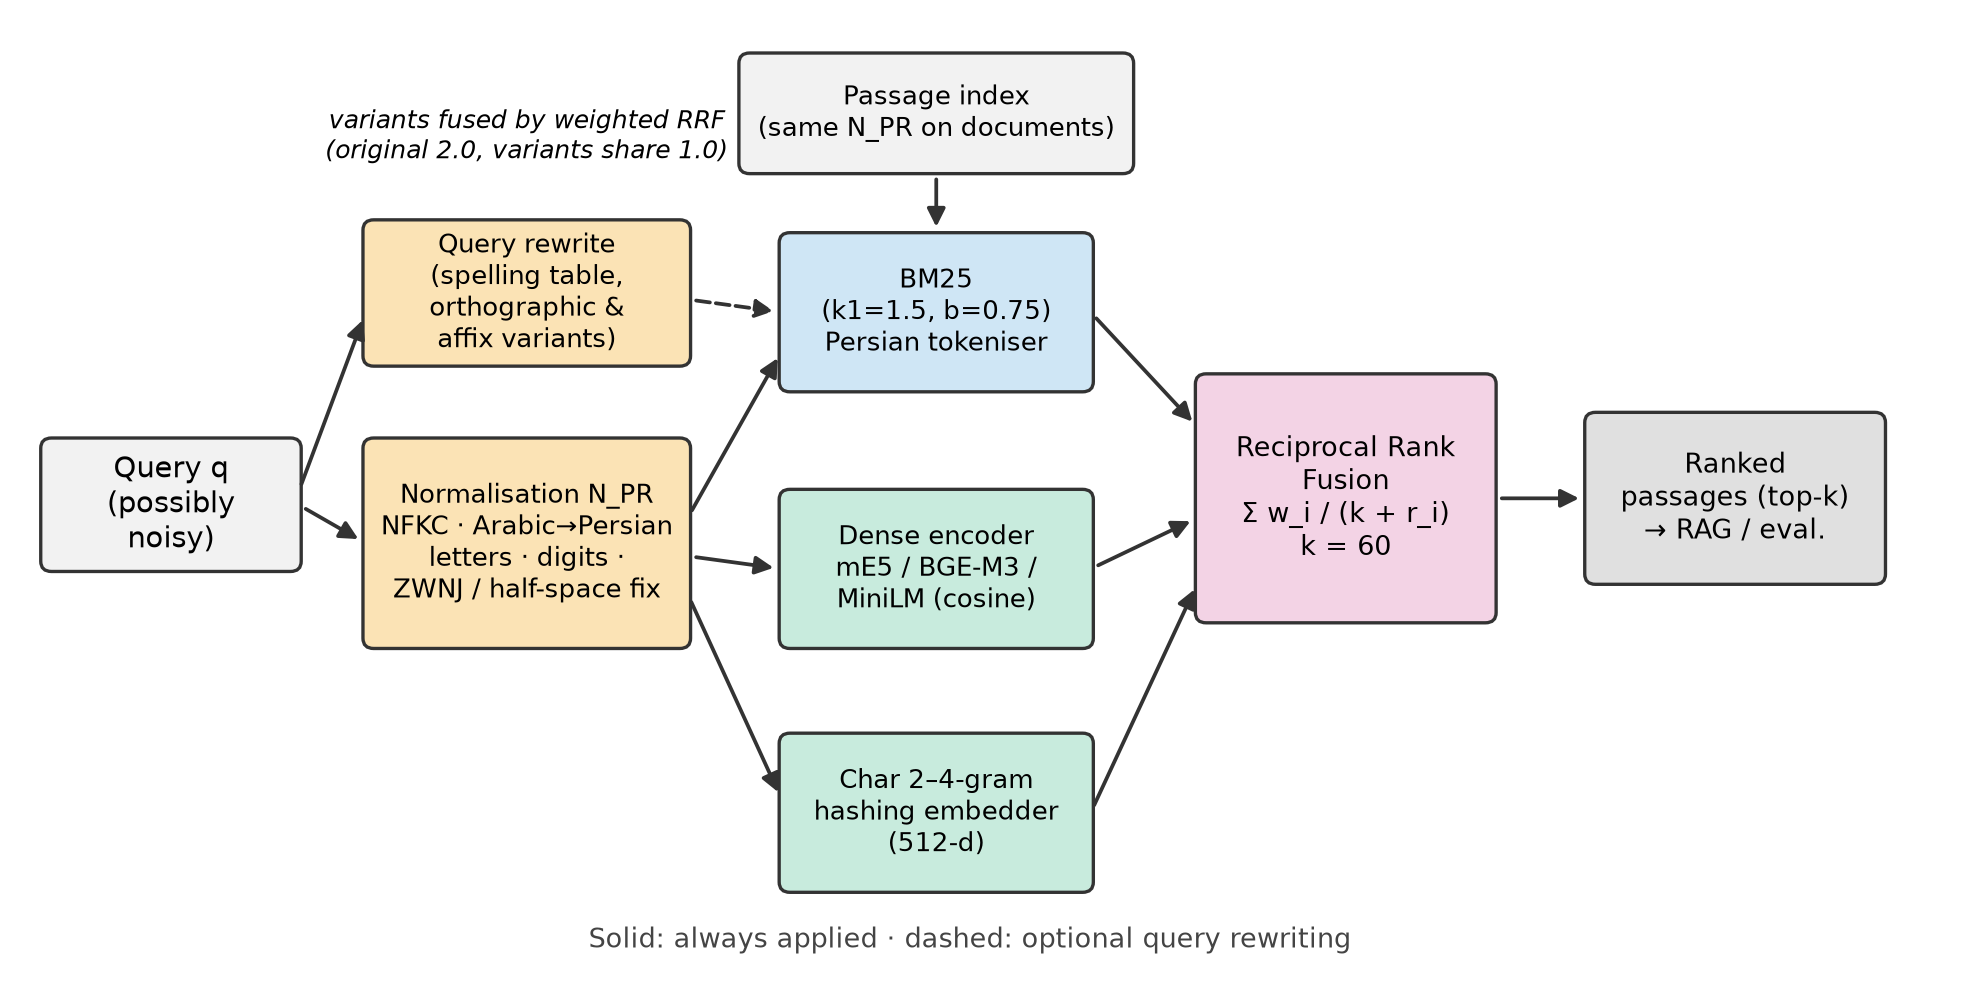 Passage index
(same N_PR on documents)
variants fused by weighted RRF
(original 2.0, variants share 1.0)
Query rewrite
(spelling table,
orthographic &
affix variants)
BM25
(k1=1.5, b=0.75)
Persian tokeniser
Query q
(possibly
noisy)
Normalisation N_PR
NFKC · Arabic→Persian
letters · digits ·
ZWNJ / half-space fix
Dense encoder
mE5 / BGE-M3 /
MiniLM (cosine)
Char 2–4-gram
hashing embedder
(512-d)
Reciprocal Rank
Fusion
Σ w_i / (k + r_i)
k = 60
Ranked
passages (top-k)
→ RAG / eval.
Solid: always applied · dashed: optional query rewriting